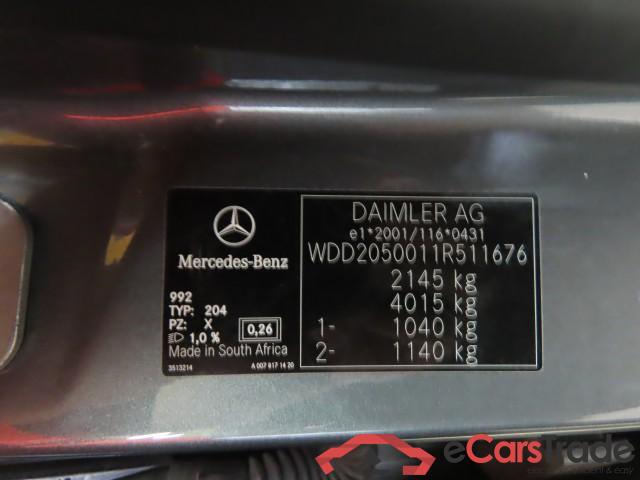 Mercedes-Benz
992
TYP: 204
PZ: X
1,0 %
0,26
Made in South Africa
3513214
A 007 817 14 20
DAIMLER AG
e1*2001/116*0431
WDD2050011R511676
2145 kg
4015 kg
1- 1040 kg
2- 1140 kg
eCarsTrade